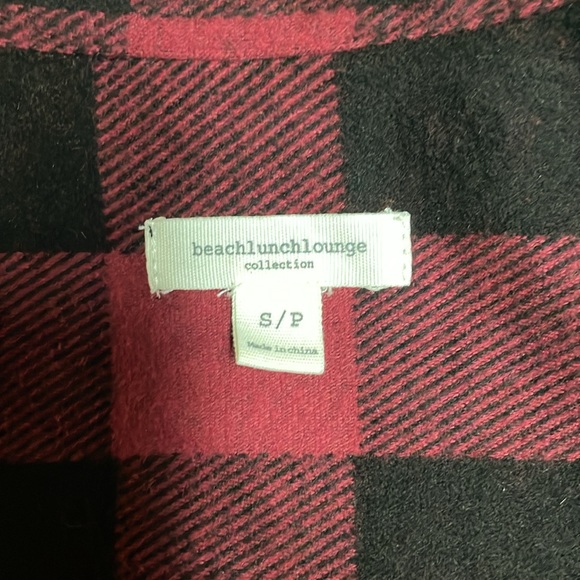 beachlunchlounge
collection
S/P
Made in china